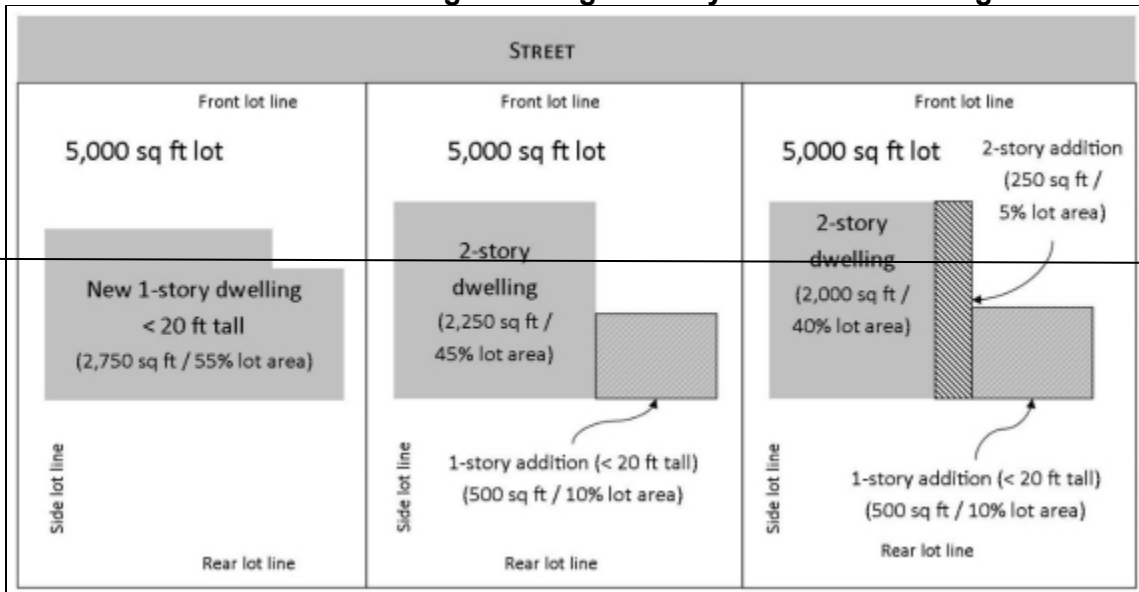 STREET
Front lot line
5,000 sq ft lot
New 1-story dwelling
< 20 ft tall
(2,750 sq ft / 55% lot area)
Side lot line
Rear lot line
Front lot line
5,000 sq ft lot
2-story
dwelling
(2,250 sq ft /
45% lot area)
1-story addition (< 20 ft tall)
(500 sq ft / 10% lot area)
Side lot line
Rear lot line
Front lot line
5,000 sq ft lot
2-story addition
(250 sq ft /
5% lot area)
2-story
dwelling
(2,000 sq ft /
40% lot area)
1-story addition (< 20 ft tall)
(500 sq ft / 10% lot area)
Side lot line
Rear lot line